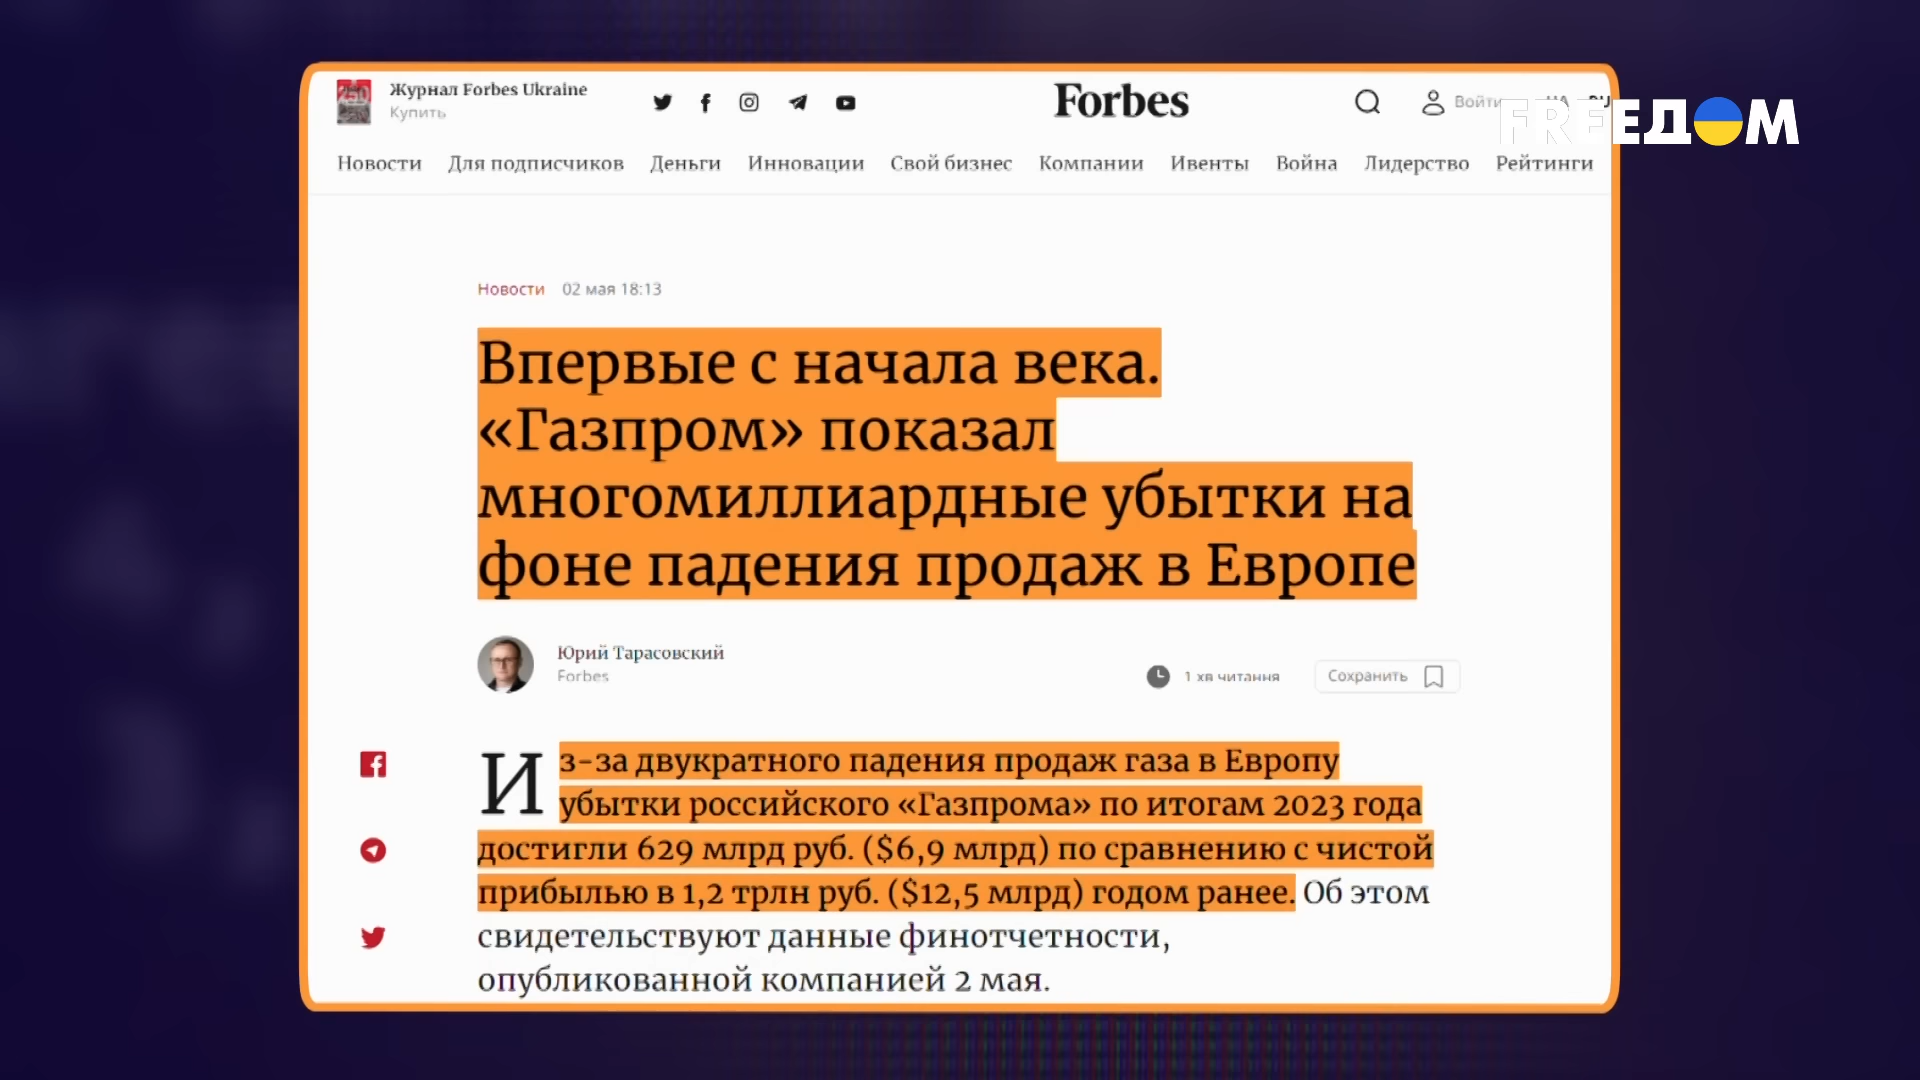 Журнал Forbes Ukraine
Купить
Forbes
Войти
FREEДOM
Новости Для подписчиков Деньги Инновации Свой бизнес Компании Ивенты Война Лидерство Рейтинги
Новости 02 мая 18:13
Впервые с начала века.
«Газпром» показал
многомиллиардные убытки на
фоне падения продаж в Европе
Юрий Тарасовский
Forbes
1 хв читання
Сохранить
Из-за двукратного падения продаж газа в Европу
убытки российского «Газпрома» по итогам 2023 года
достигли 629 млрд руб. ($6,9 млрд) по сравнению с чистой
прибылью в 1,2 трлн руб. ($12,5 млрд) годом ранее. Об этом
свидетельствуют данные финотчетности,
опубликованной компанией 2 мая.